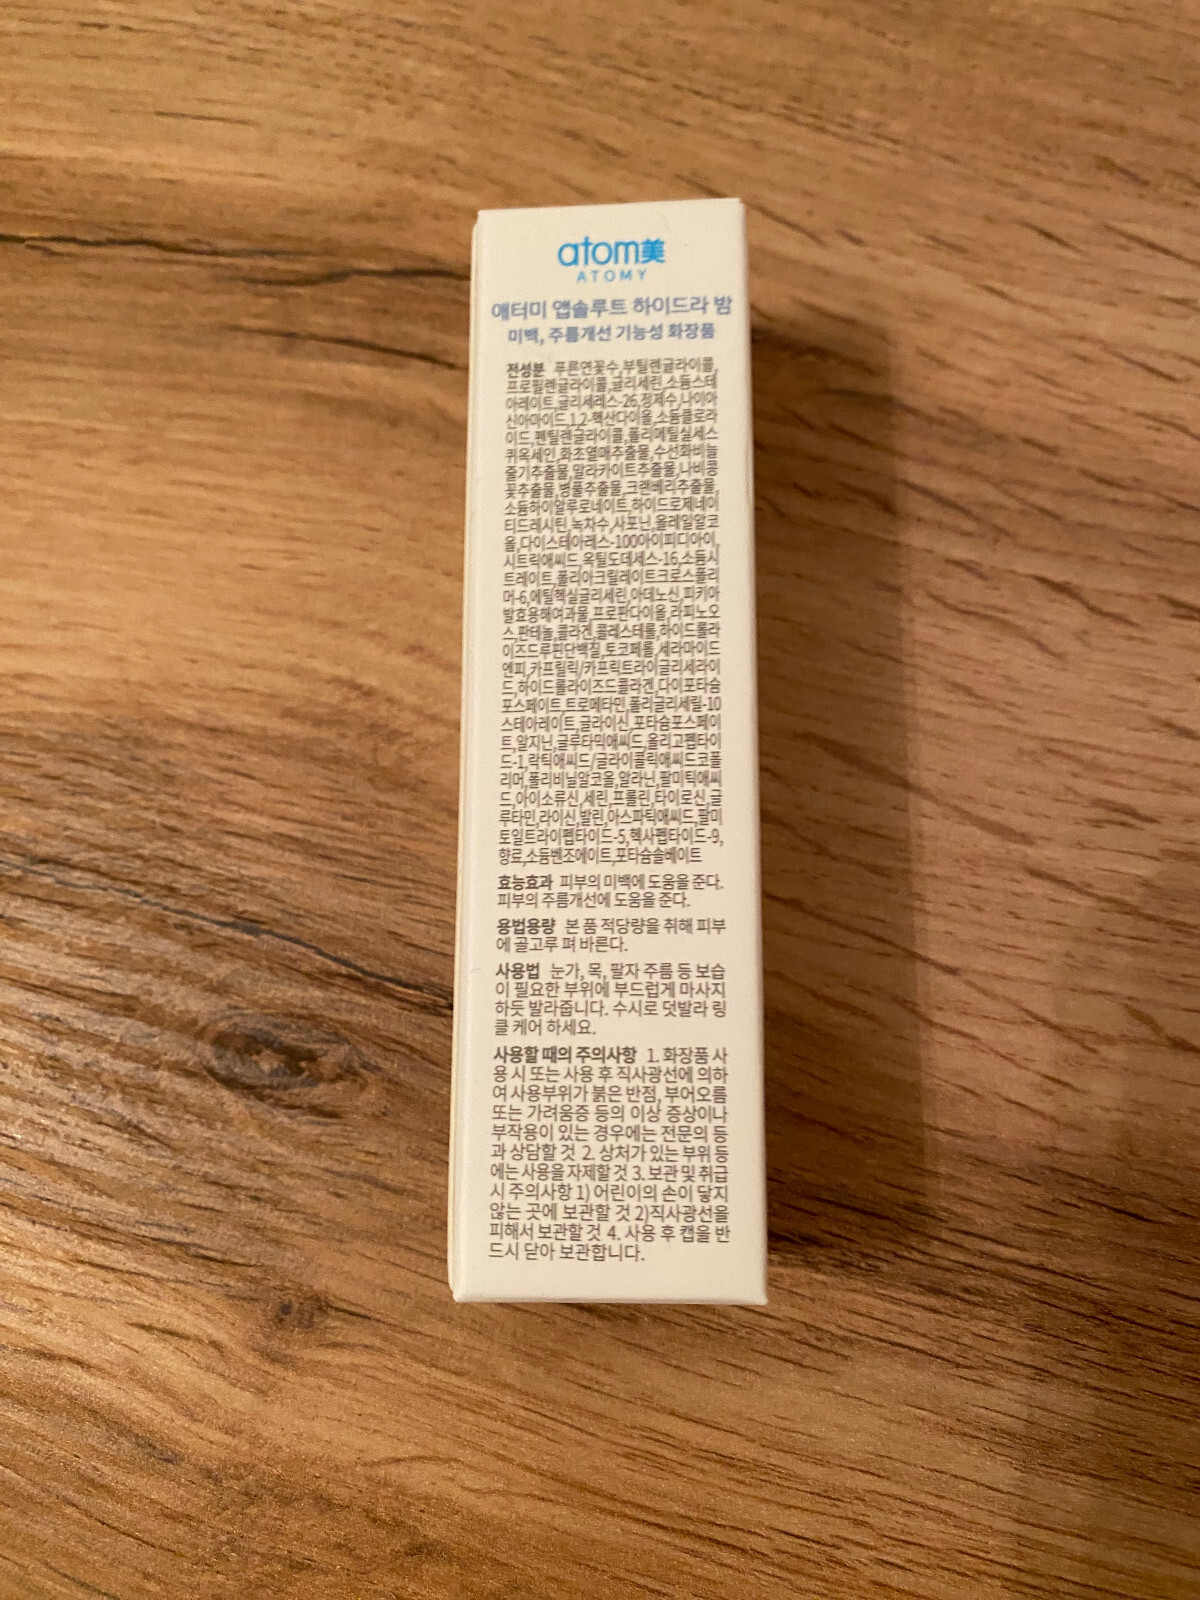 atom美
ATOMY
애터미 앱솔루트 하이드라 밤
미백, 주름개선 기능성 화장품
전성분 푸른연꽃수,부틸렌글라이콜,
프로필렌글라이콜,글리세린,소듐스테
아레이트,글리세레스-26,정제수,나이아
신아마이드,1,2-헥산다이올,소듐클로라
이드,펜틸렌글라이콜,폴리메틸실세스
퀴옥세인,화초열매추출물,수선화비늘
줄기추출물,말라카이트추출물,나비콩
꽃추출물,병풀추출물,크랜베리추출물,
소듐하이알루로네이트,하이드로제네이
티드레시틴,녹차수,사포닌,올레일알코
올,다이스테아레스-100아이피디아이,
시트릭애씨드,옥틸도데세스-16,소듐시
트레이트,폴리아크릴레이트크로스폴리
머-6,에틸헥실글리세린,아데노신,피키아
발효용해여과물,프로판다이올,라피노오
스,판테놀,콜라겐,콜레스테롤,하이드롤라
이즈드루핀단백질,토코페롤,세라마이드
엔피,카프릴릭/카프릭트라이글리세라이
드,하이드롤라이즈드콜라겐,다이포타슘
포스페이트,트로메타민,폴리글리세릴-10
스테아레이트,글라이신,포타슘포스페이
트,알지닌,글루타믹애씨드,올리고펩타이
드-1,락틱애씨드/글라이콜릭애씨드코폴
리머,폴리비닐알코올,알라닌,팔미틱애씨
드,아이소류신,세린,프롤린,타이로신,글
루타민,라이신,발린,아스파틱애씨드,팔미
토일트라이펩타이드-5,헥사펩타이드-9,
향료,소듐벤조에이트,포타슘솔베이트
효능효과 피부의 미백에 도움을 준다.
피부의 주름개선에 도움을 준다.
용법용량 본 품 적당량을 취해 피부
에 골고루 펴 바른다.
사용법 눈가, 목, 팔자 주름 등 보습
이 필요한 부위에 부드럽게 마사지
하듯 발라줍니다. 수시로 덧발라 링
클 케어 하세요.
사용할 때의 주의사항 1. 화장품 사
용 시 또는 사용 후 직사광선에 의하
여 사용부위가 붉은 반점, 부어오름
또는 가려움증 등의 이상 증상이나
부작용이 있는 경우에는 전문의 등
과 상담할 것 2. 상처가 있는 부위 등
에는 사용을 자제할 것 3. 보관 및 취급
시 주의사항 1) 어린이의 손이 닿지
않는 곳에 보관할 것 2)직사광선을
피해서 보관할 것 4. 사용 후 캡을 반
드시 닫아 보관합니다.